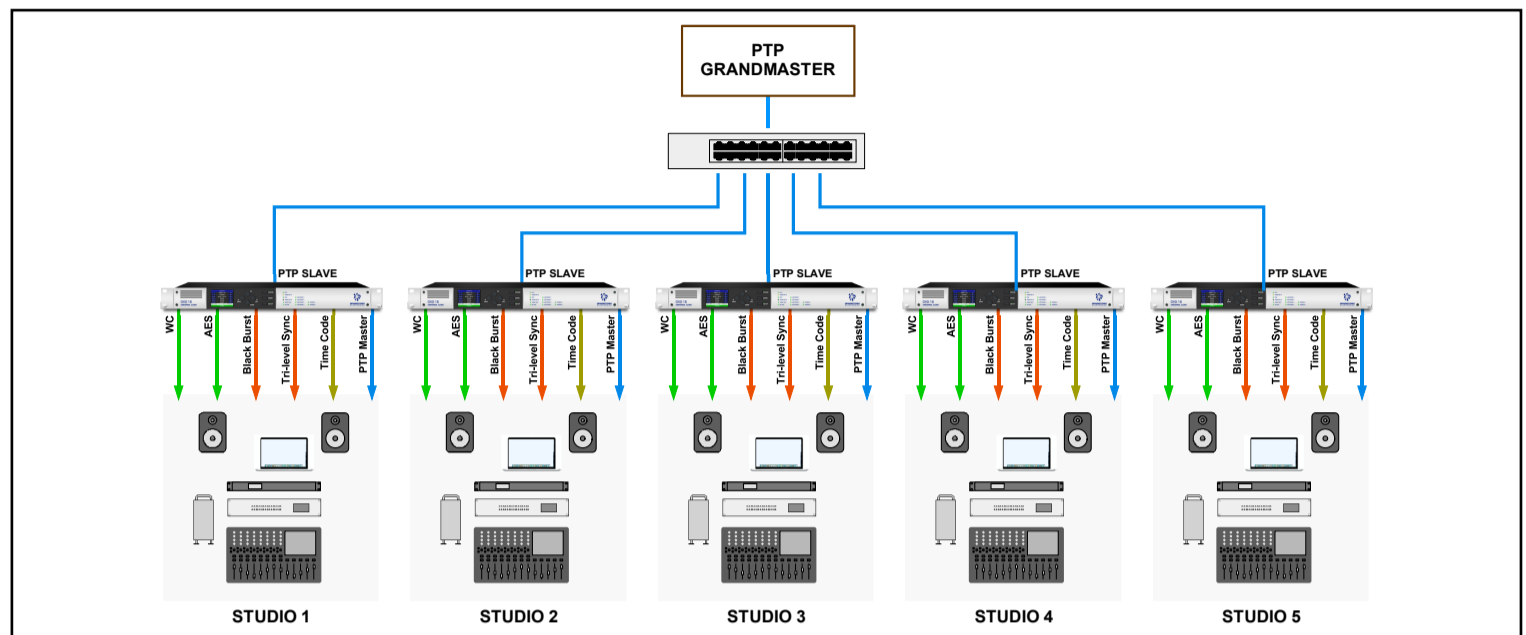 PTP
GRANDMASTER
PTP SLAVE
PTP SLAVE
PTP SLAVE
PTP SLAVE
PTP SLAVE
WC
AES
Black Burst
Tri-level Sync
Time Code
PTP Master
WC
AES
Black Burst
Tri-level Sync
Time Code
PTP Master
WC
AES
Black Burst
Tri-level Sync
Time Code
PTP Master
WC
AES
Black Burst
Tri-level Sync
Time Code
PTP Master
WC
AES
Black Burst
Tri-level Sync
Time Code
PTP Master
STUDIO 1
STUDIO 2
STUDIO 3
STUDIO 4
STUDIO 5